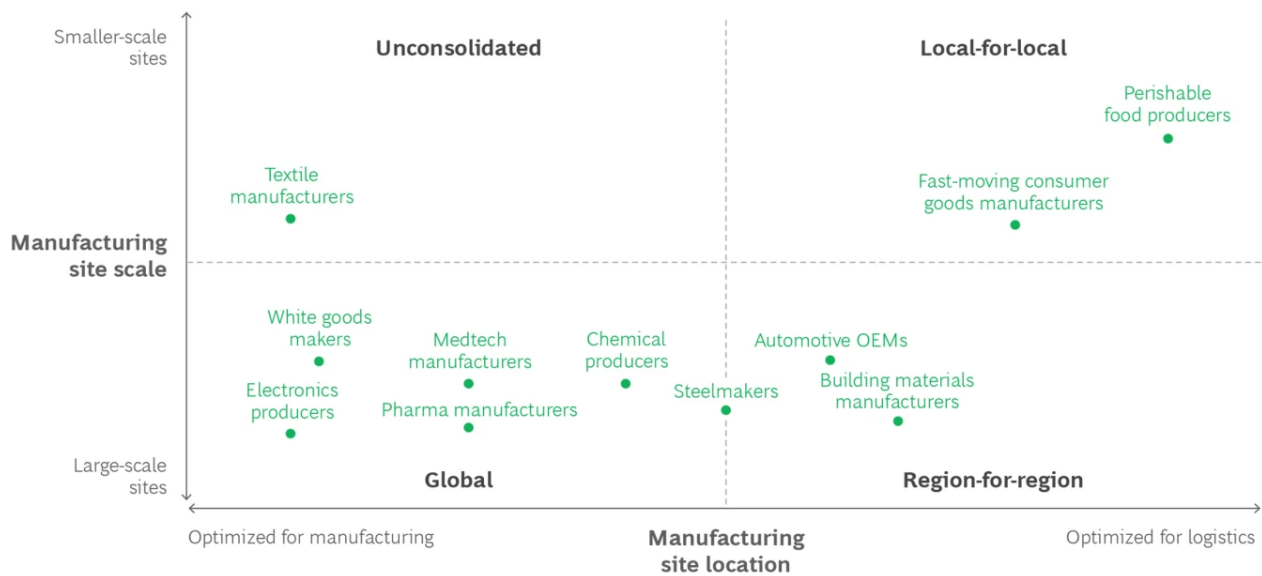 Smaller-scale
sites
Unconsolidated
Local-for-local
Perishable
food producers
Textile
manufacturers
Fast-moving consumer
goods manufacturers
Manufacturing
site scale
White goods
makers
Medtech
manufacturers
Chemical
producers
Automotive OEMs
Electronics
producers
Pharma manufacturers
Steelmakers
Building materials
manufacturers
Large-scale
sites
Global
Region-for-region
Optimized for manufacturing
Manufacturing
site location
Optimized for logistics